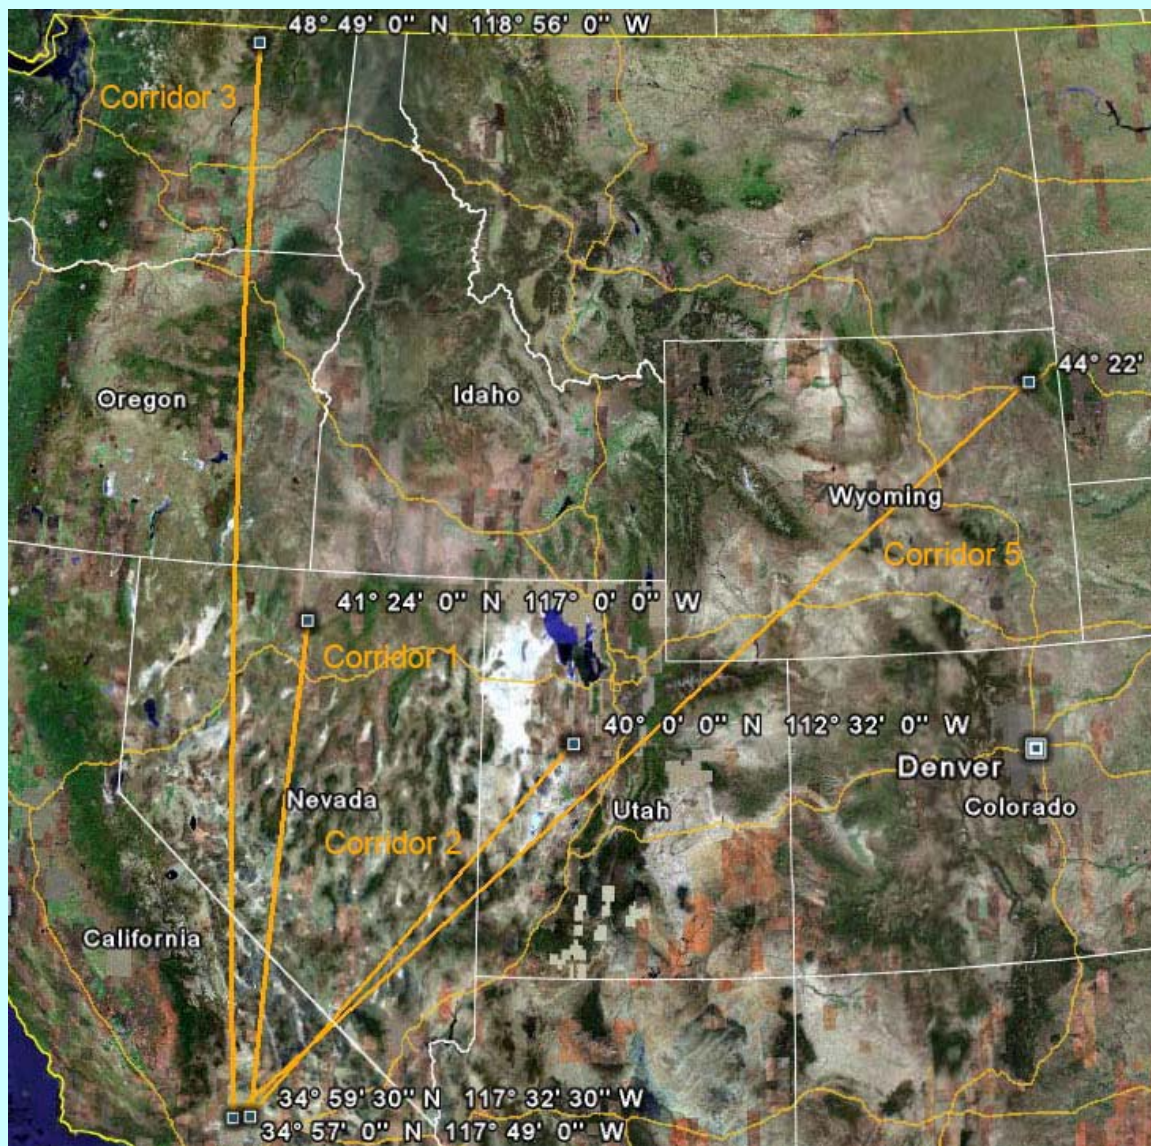 48° 49' 0" N 118° 56' 0" W
Corridor 3
44° 22'
Oregon
Idaho
Wyoming
Corridor 5
41° 24' 0" N 117° 0' 0" W
Corridor 1
40° 0' 0" N 112° 32' 0" W
Denver
Nevada
Utah
Colorado
Corridor 2
California
34° 59' 30" N 117° 32' 30" W
34° 57' 0" N 117° 49' 0" W